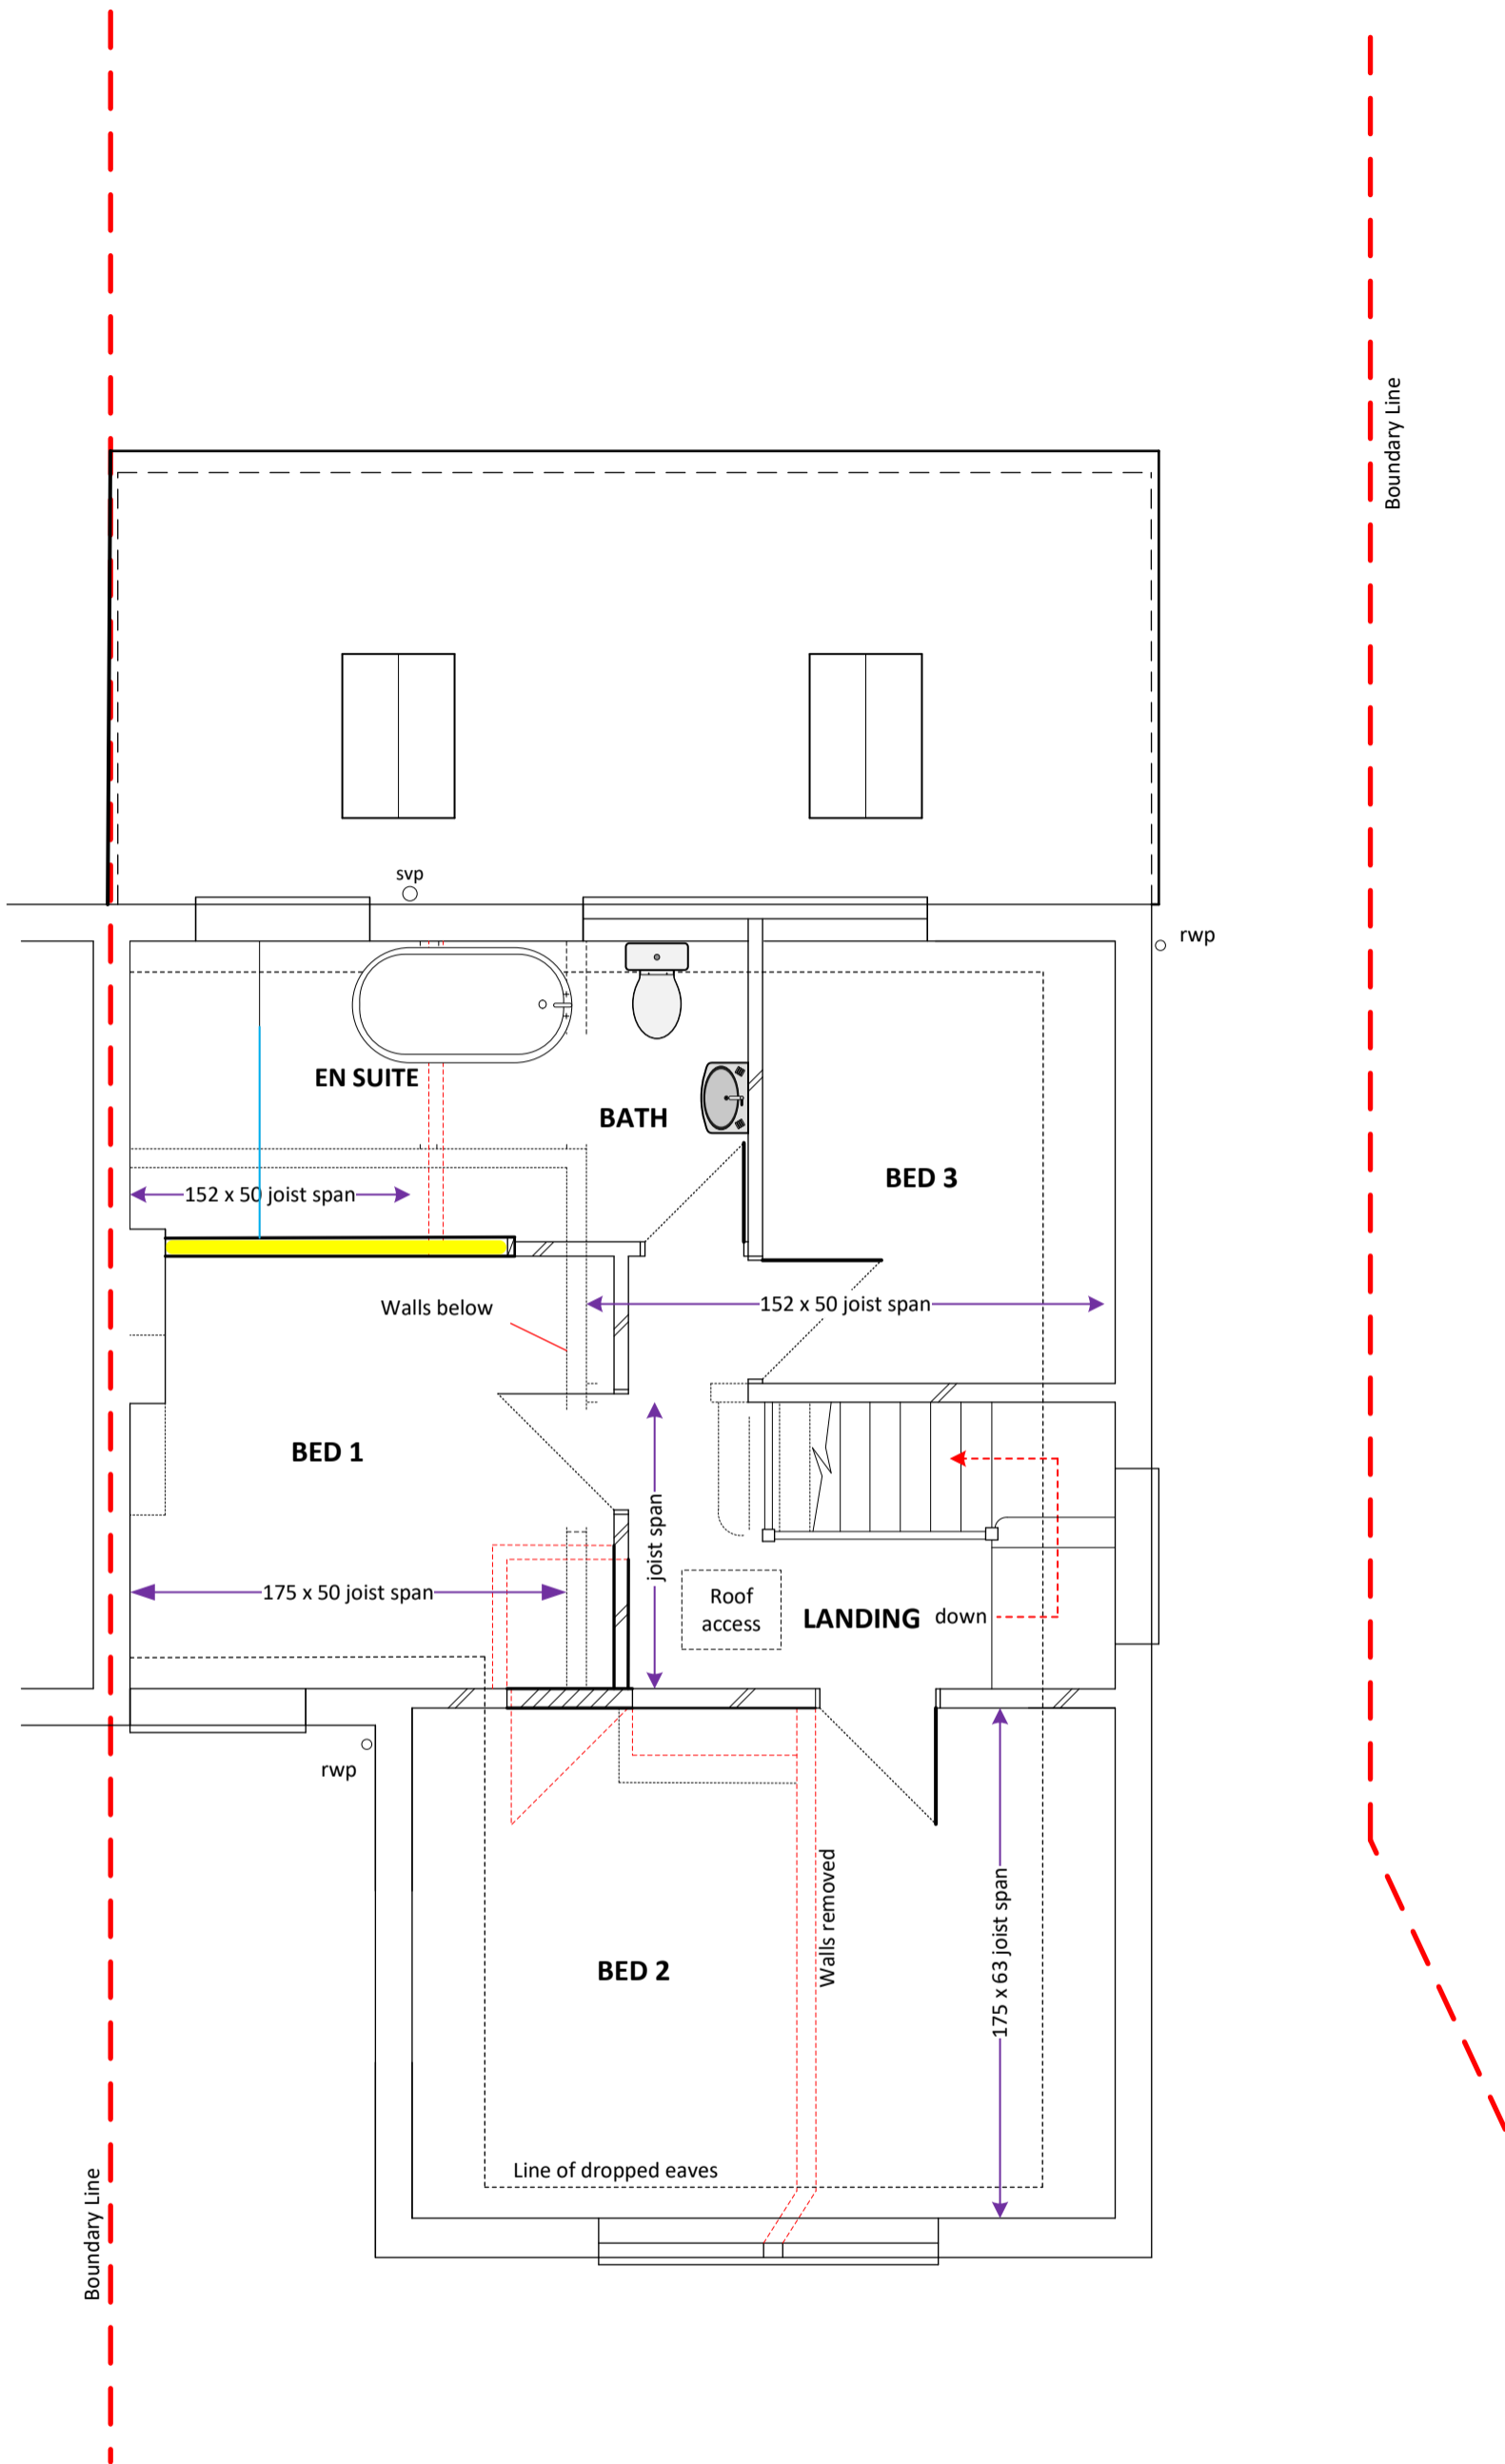 Boundary Line
svp
rwp
EN SUITE
BATH
BED 3
152 x 50 joist span
Walls below
152 x 50 joist span
BED 1
joist span
175 x 50 joist span
Roof
access
LANDING
down
rwp
Walls removed
175 x 63 joist span
BED 2
Line of dropped eaves
Boundary Line